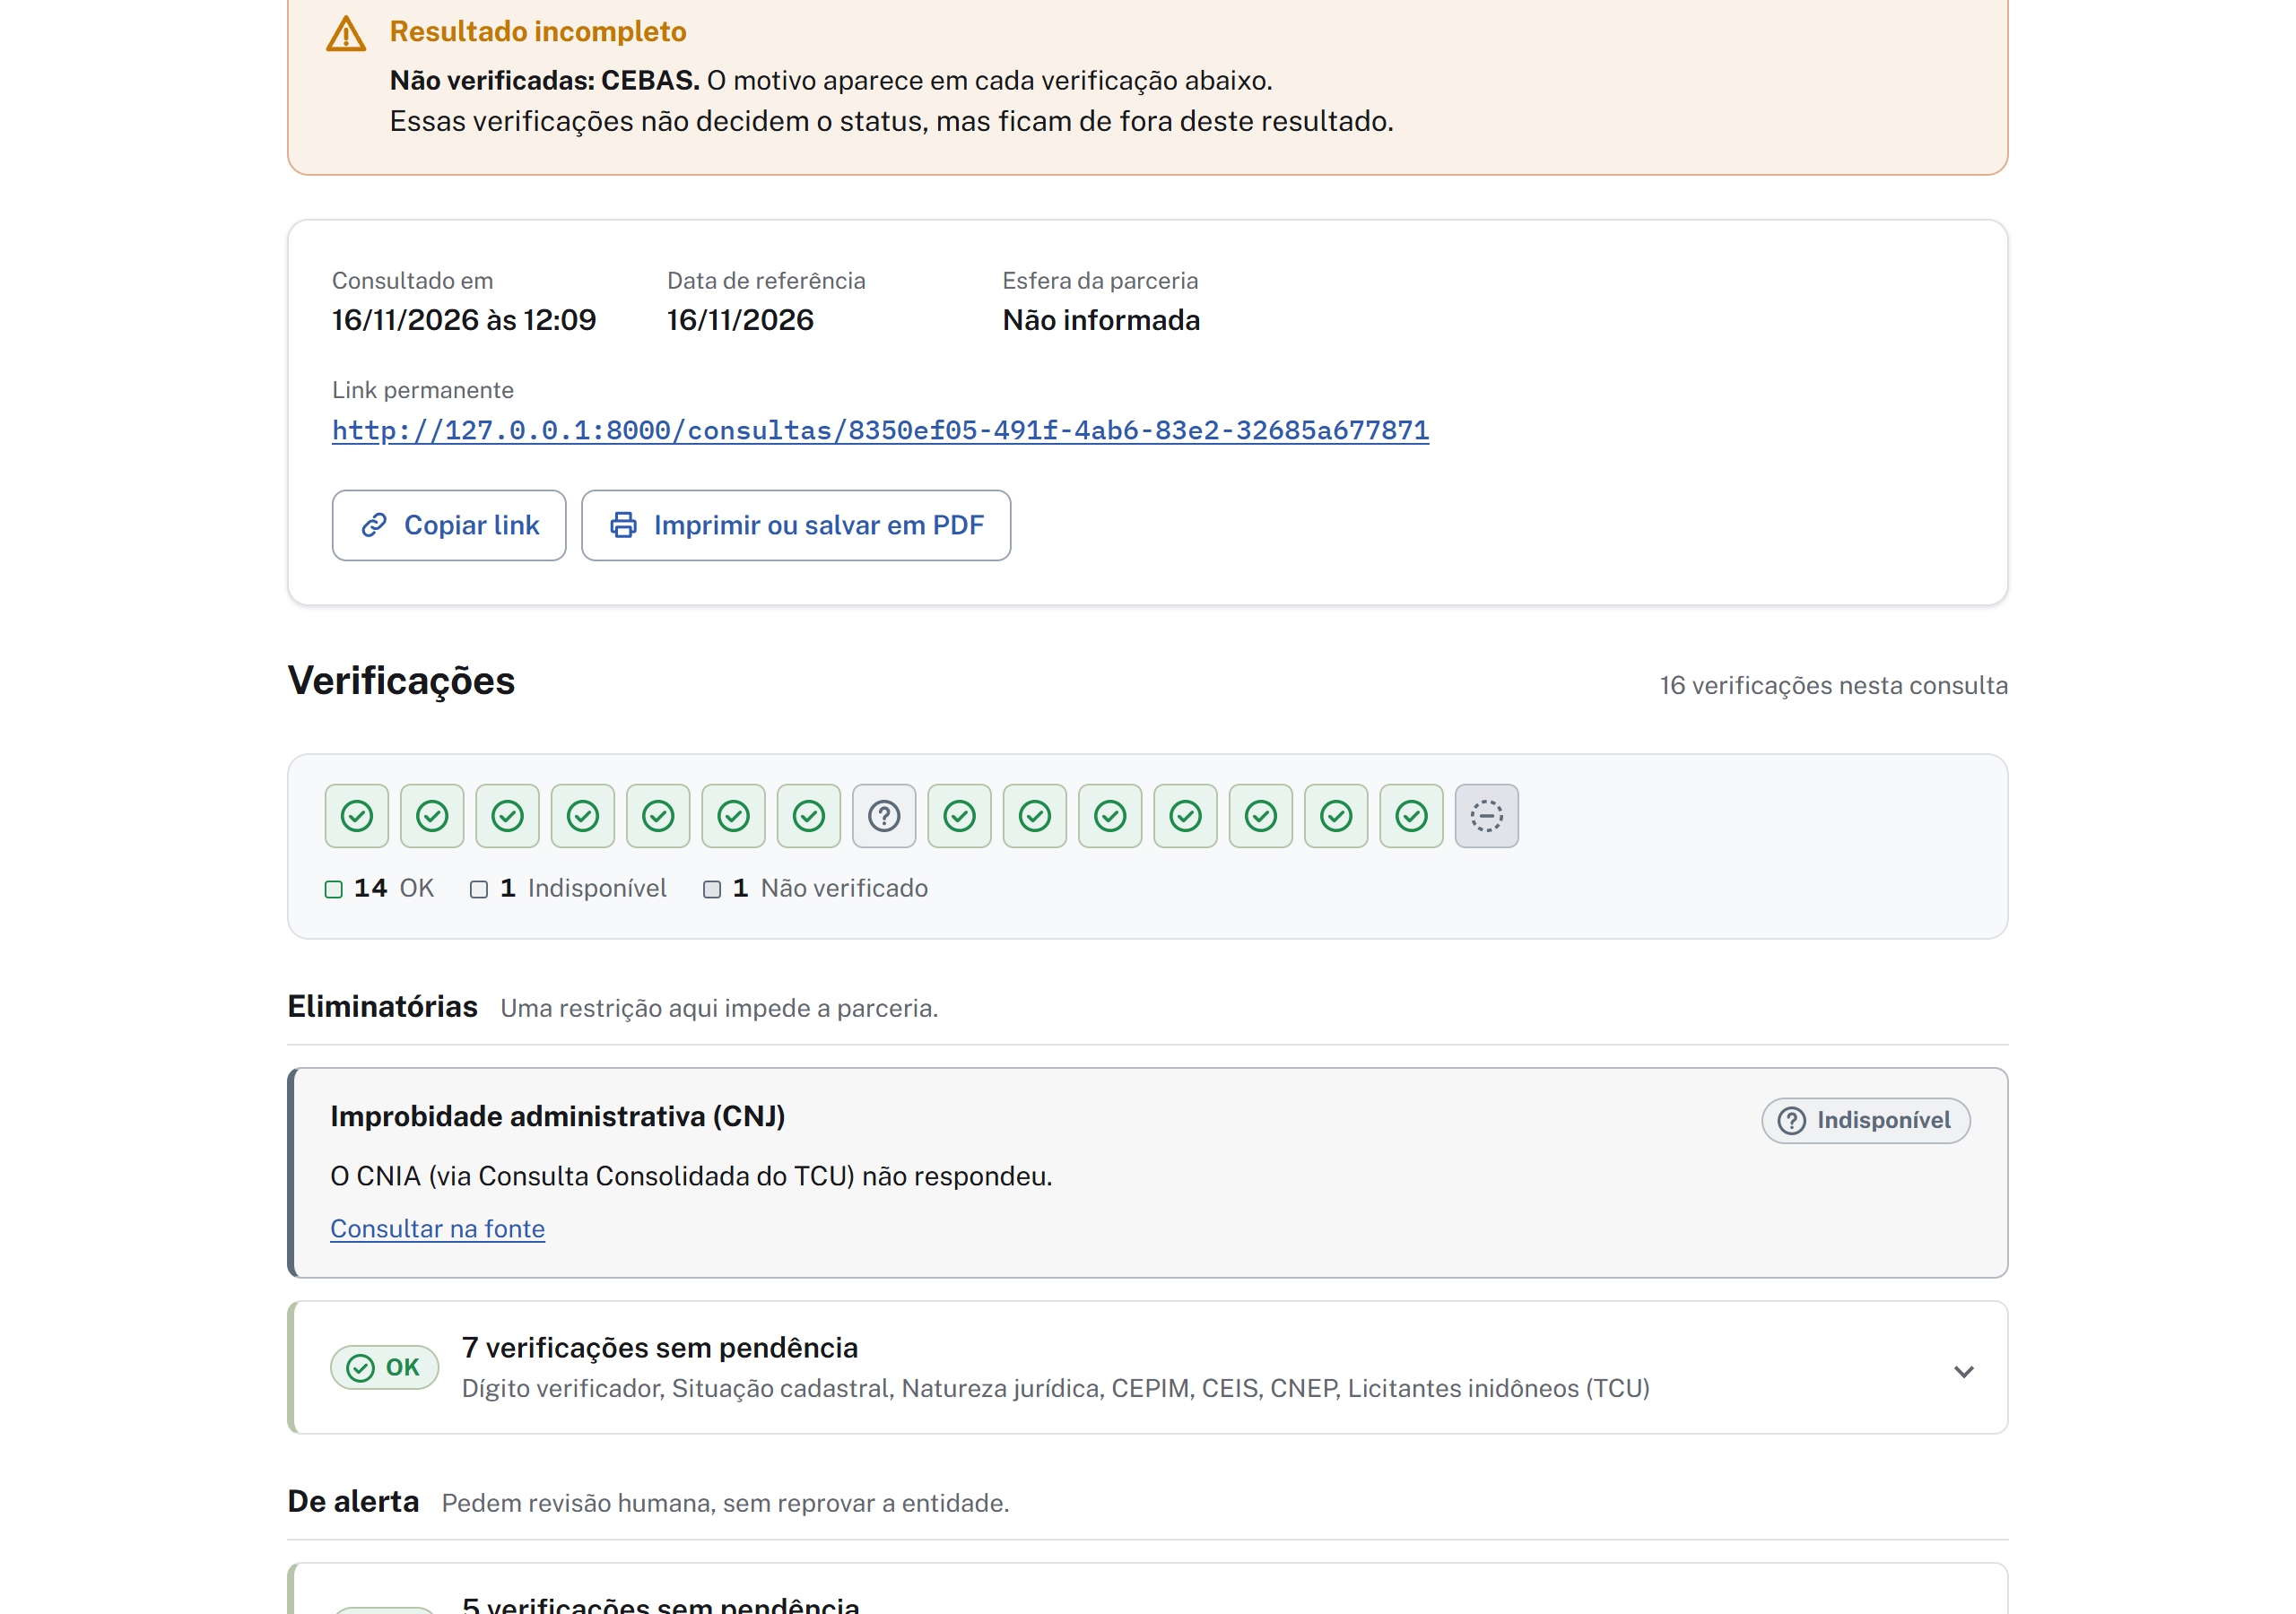 Resultado incompleto
Não verificadas: CEBAS. O motivo aparece em cada verificação abaixo.
Essas verificações não decidem o status, mas ficam de fora deste resultado.
Consultado em
16/11/2026 às 12:09
Data de referência
16/11/2026
Esfera da parceria
Não informada
Link permanente
http://127.0.0.1:8000/consultas/8350ef05-491f-4ab6-83e2-32685a677871
Copiar link
Imprimir ou salvar em PDF
Verificações
16 verificações nesta consulta
14 OK
1 Indisponível
1 Não verificado
Eliminatórias Uma restrição aqui impede a parceria.
Improbidade administrativa (CNJ)
Indisponível
O CNIA (via Consulta Consolidada do TCU) não respondeu.
Consultar na fonte
OK
7 verificações sem pendência
Dígito verificador, Situação cadastral, Natureza jurídica, CEPIM, CEIS, CNEP, Licitantes inidôneos (TCU)
De alerta Pedem revisão humana, sem reprovar a entidade.
5 verificações sem pendência